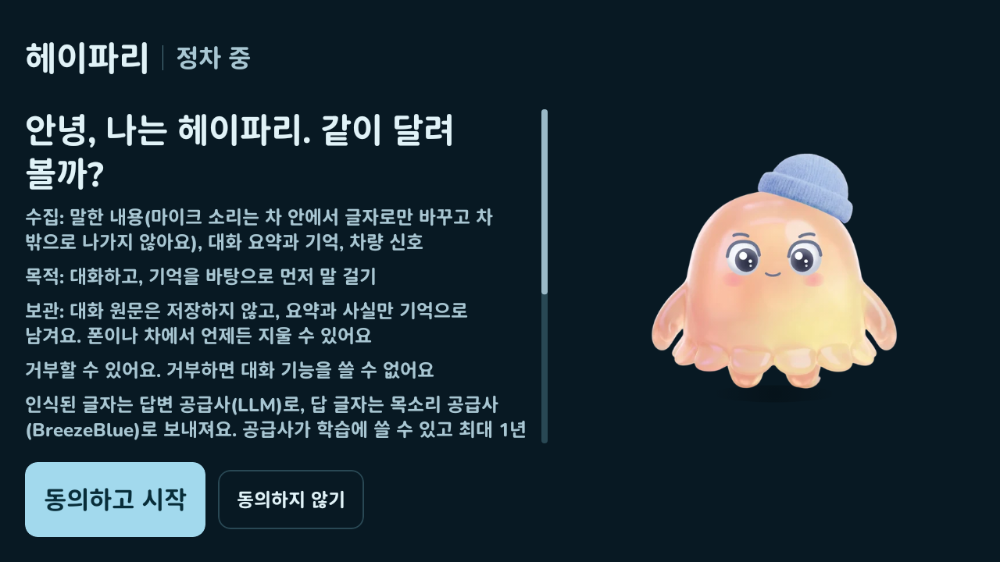 헤이파리 정차 중
안녕, 나는 헤이파리. 같이 달려
볼까?
수집: 말한 내용(마이크 소리는 차 안에서 글자로만 바꾸고 차
밖으로 나가지 않아요), 대화 요약과 기억, 차량 신호
목적: 대화하고, 기억을 바탕으로 먼저 말 걸기
보관: 대화 원문은 저장하지 않고, 요약과 사실만 기억으로
남겨요. 폰이나 차에서 언제든 지울 수 있어요
거부할 수 있어요. 거부하면 대화 기능을 쓸 수 없어요
인식된 글자는 답변 공급사(LLM)로, 답 글자는 목소리 공급사
(BreezeBlue)로 보내져요. 공급사가 학습에 쓸 수 있고 최대 1년
동의하고 시작 동의하지 않기